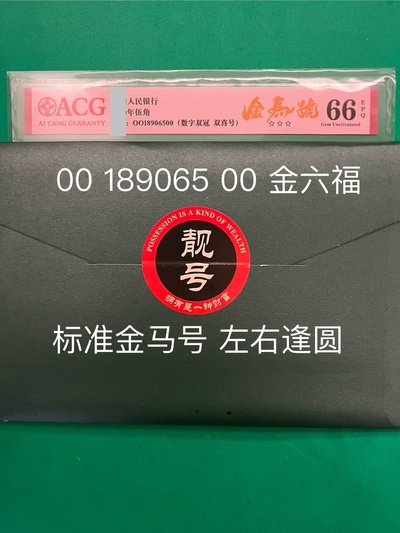 ACG
AI CANG GUARANTY
人民银行
年伍角
: OO18906500（数字双冠 双喜号）
金马號
☆☆☆
66
EPQ
Gem Uncirculated
00 189065 00 金六福
POSSESSION IS A KIND OF WEALTH
靓号
拥有是一种财富
标准金马号 左右逢圆